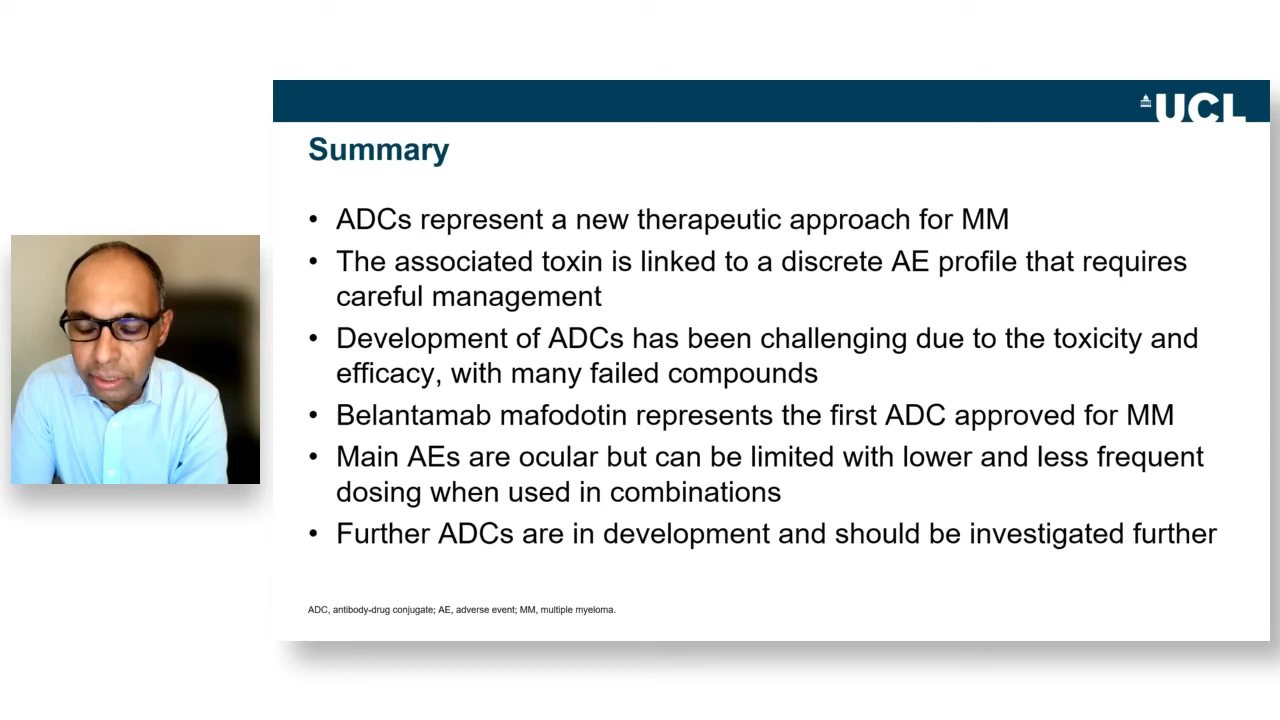 UCL
Summary
• ADCs represent a new therapeutic approach for MM
• The associated toxin is linked to a discrete AE profile that requires
careful management
• Development of ADCs has been challenging due to the toxicity and
efficacy, with many failed compounds
• Belantamab mafodotin represents the first ADC approved for MM
• Main AEs are ocular but can be limited with lower and less frequent
dosing when used in combinations
• Further ADCs are in development and should be investigated further
ADC, antibody-drug conjugate; AE, adverse event; MM, multiple myeloma.